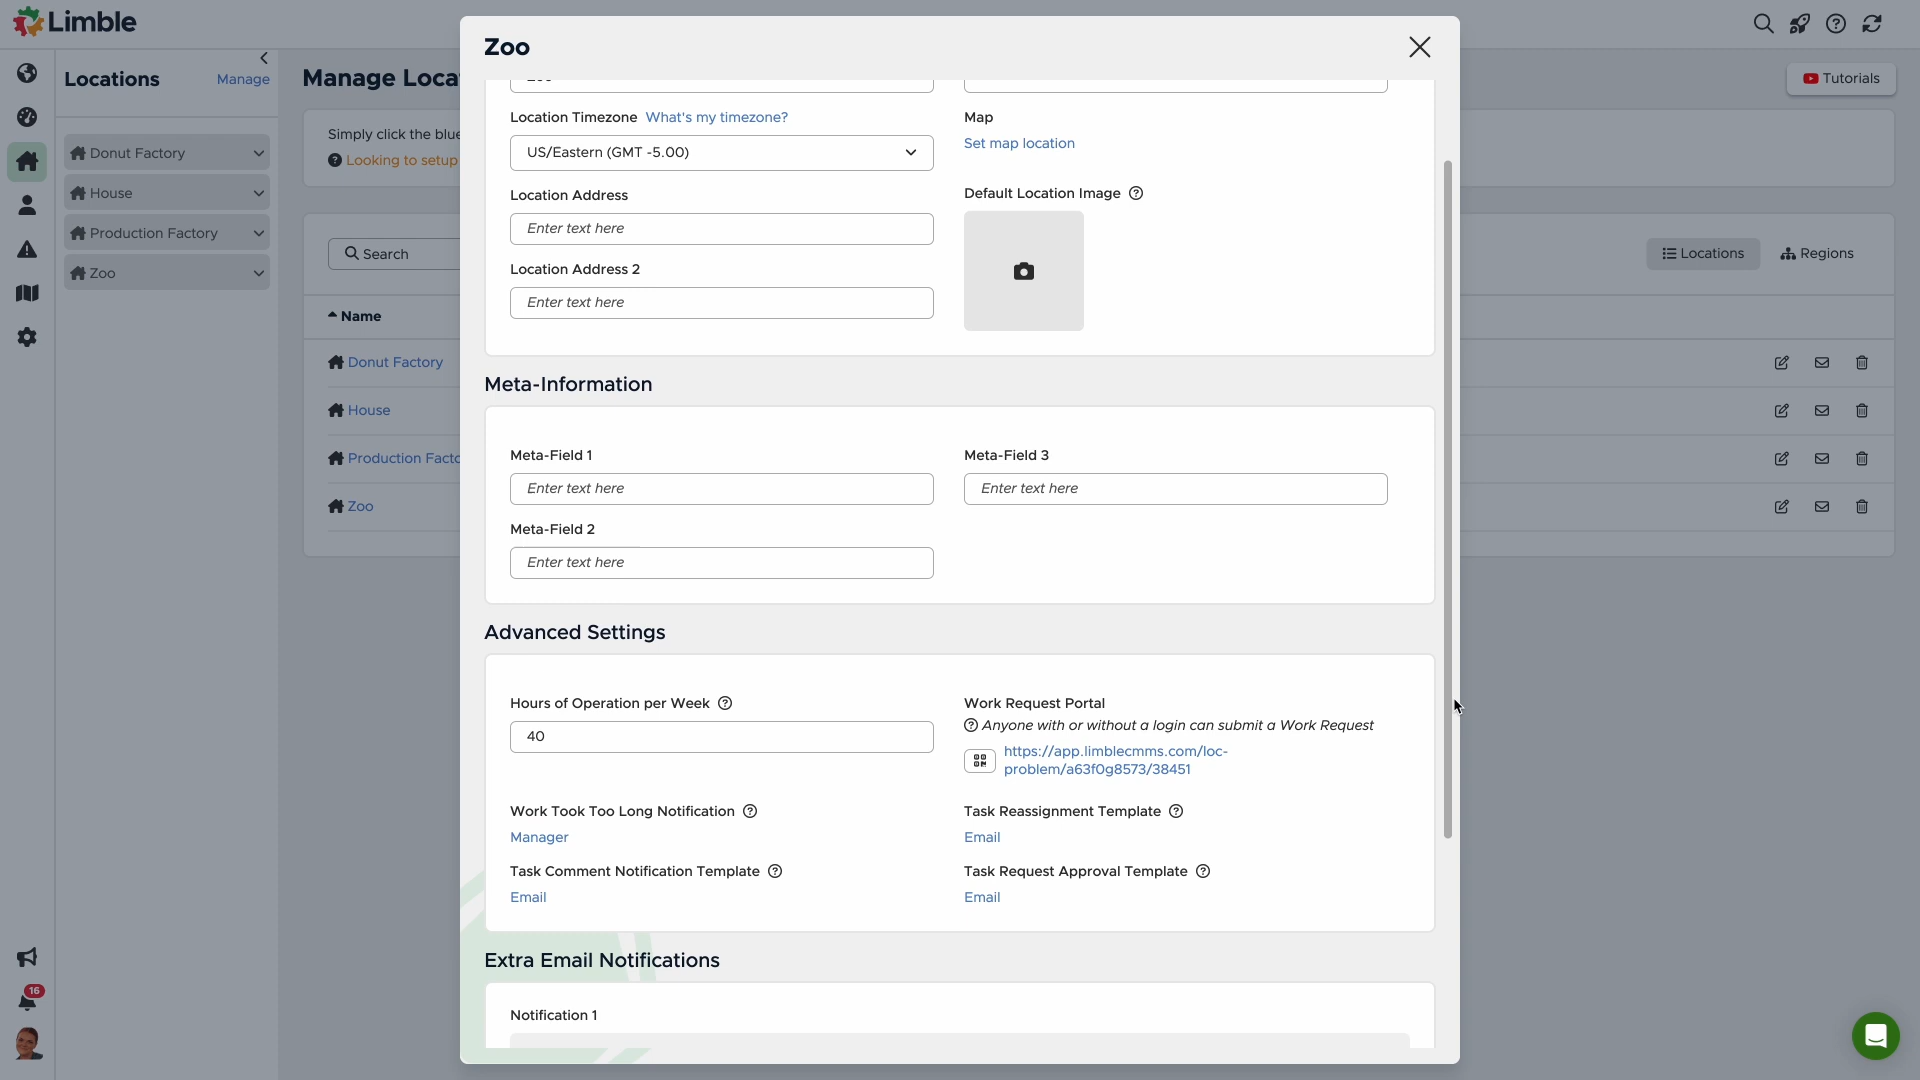 Limble
Locations
Manage
Donut Factory
House
Production Factory
Zoo
16
Manage Loca
Tutorials
Simply click the blue
Looking to setup
Search
Locations
Regions
Name
Donut Factory
House
Production Facto
Zoo
Zoo
Location Timezone What's my timezone?
US/Eastern (GMT -5.00)
Location Address
Enter text here
Location Address 2
Enter text here
Map
Set map location
Default Location Image
Meta-Information
Meta-Field 1
Enter text here
Meta-Field 2
Enter text here
Meta-Field 3
Enter text here
Advanced Settings
Hours of Operation per Week
40
Work Request Portal
Anyone with or without a login can submit a Work Request
https://app.limblecmms.com/loc-
problem/a63f0g8573/38451
Work Took Too Long Notification
Manager
Task Reassignment Template
Email
Task Comment Notification Template
Email
Task Request Approval Template
Email
Extra Email Notifications
Notification 1